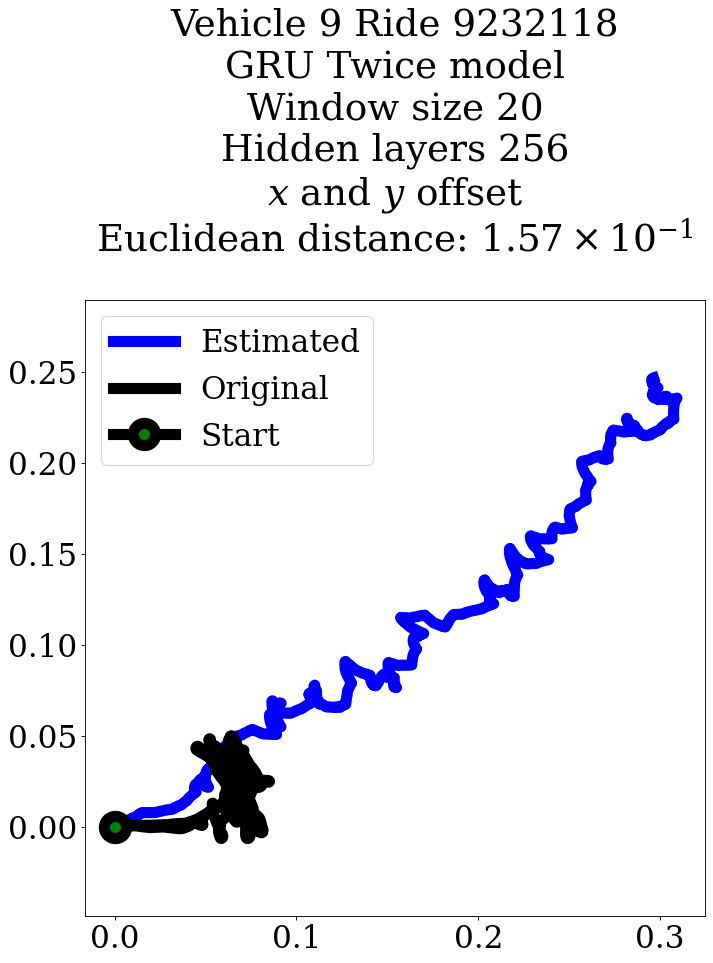 Vehicle 9 Ride 9232118
GRU Twice model
Window size 20
Hidden layers 256
x and y offset
Euclidean distance: 1.57 × 10⁻¹
Estimated
Original
Start
0.25
0.20
0.15
0.10
0.05
0.00
0.0 0.1 0.2 0.3